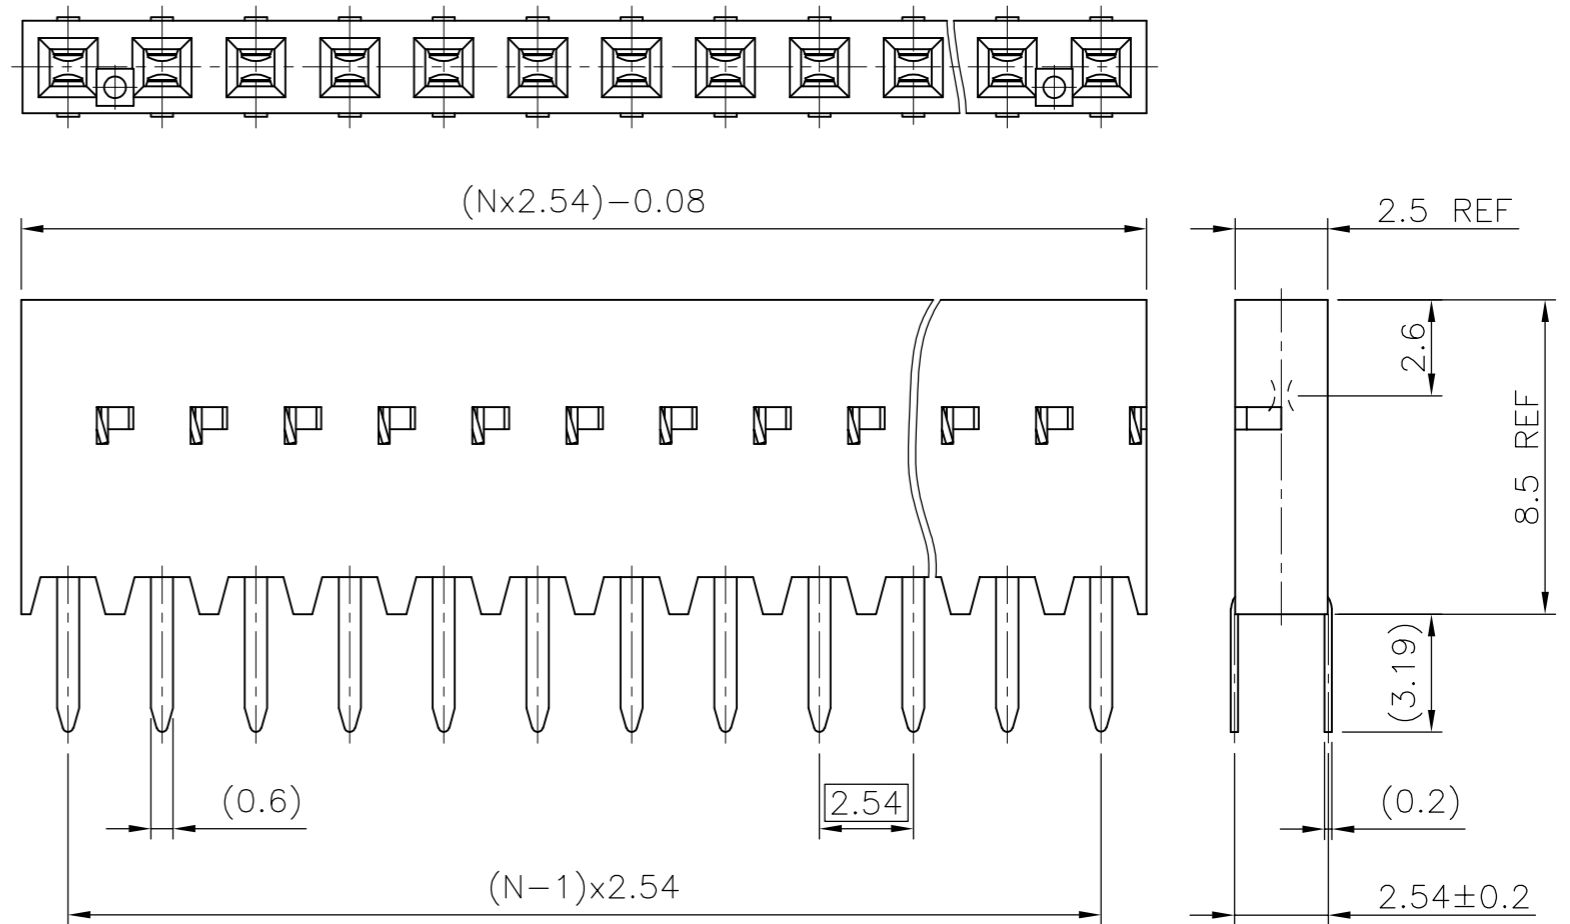 (Nx2.54)-0.08
2.5 REF
2.6
8.5 REF
(3.19)
(0.6)
2.54
(0.2)
(N-1)x2.54
2.54±0.2